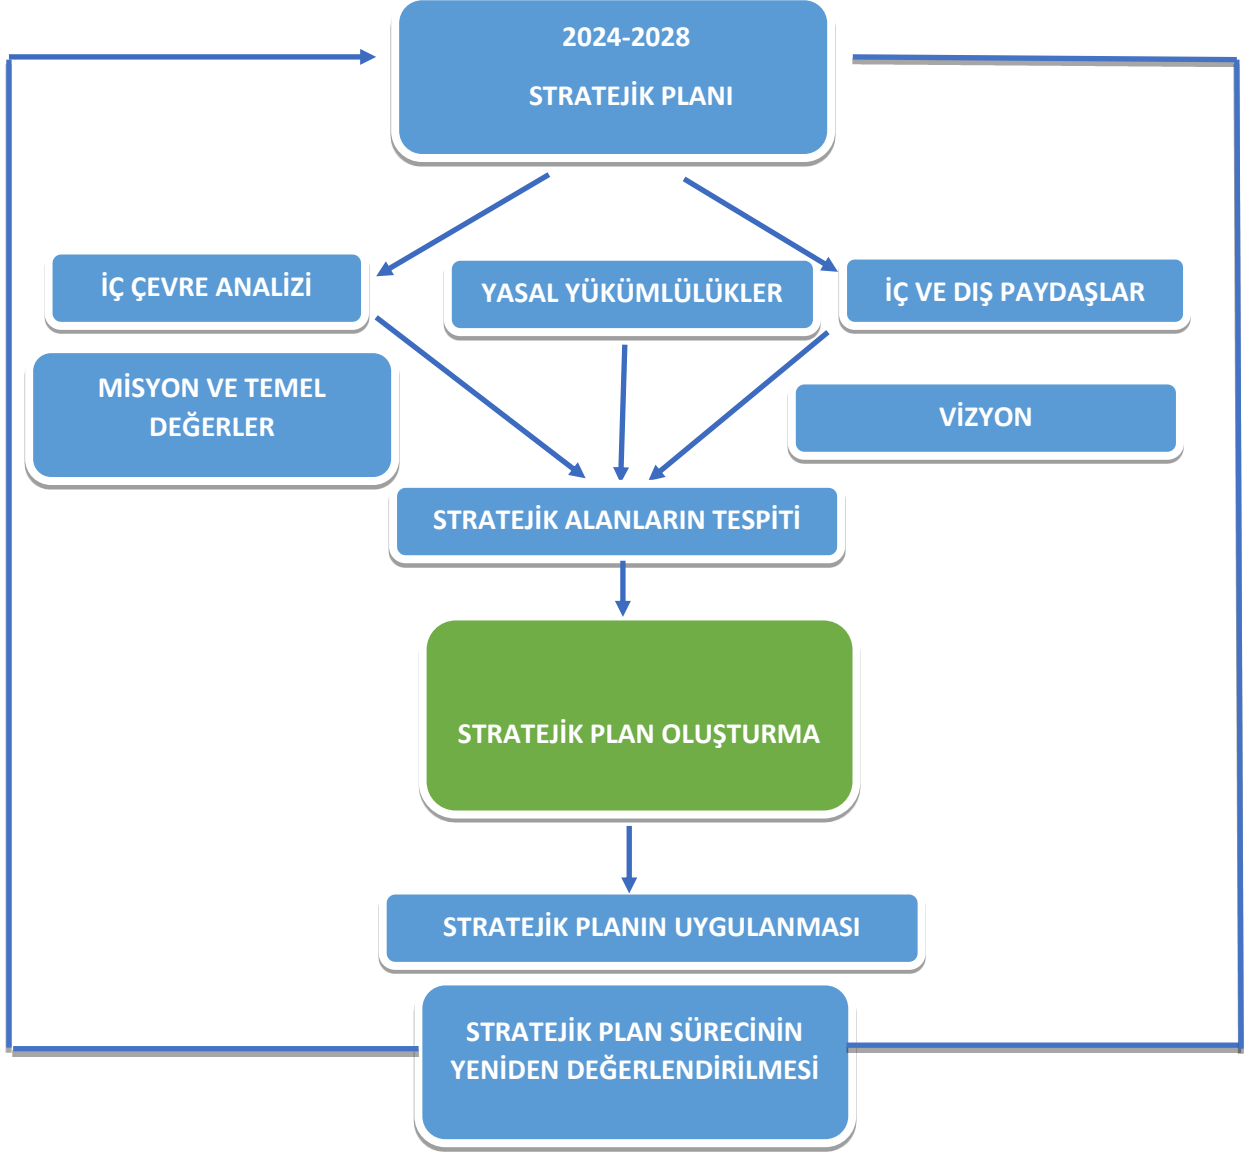 2024-2028
STRATEJİK PLANI
İÇ ÇEVRE ANALİZİ
YASAL YÜKÜMLÜLÜKLER
İÇ VE DIŞ PAYDAŞLAR
MİSYON VE TEMEL
DEĞERLER
VİZYON
STRATEJİK ALANLARIN TESPİTİ
STRATEJİK PLAN OLUŞTURMA
STRATEJİK PLANIN UYGULANMASI
STRATEJİK PLAN SÜRECİNİN
YENİDEN DEĞERLENDİRİLMESİ